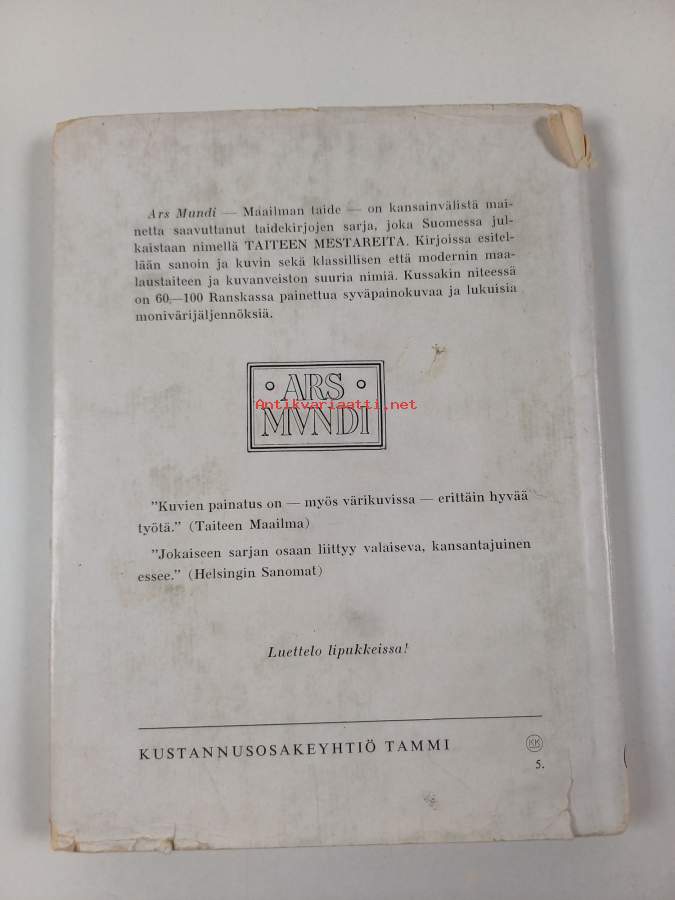 Ars Mundi — Maailman taide — on kansainvälistä mai-
netta saavuttanut taidekirjojen sarja, joka Suomessa jul-
kaistaan nimellä TAITEEN MESTAREITA. Kirjoissa esitel-
lään sanoin ja kuvin sekä klassillisen että modernin maa-
laustaiteen ja kuvanveiston suuria nimiä. Kussakin niteessä
on 60—100 Ranskassa painettua syväpainokuvaa ja lukuisia
monivärijäljennöksiä.
ARS
Antikvariaatti.net
MVNDI
"Kuvien painatus on — myös värikuvissa — erittäin hyvää
työtä." (Taiteen Maailma)
"Jokaiseen sarjan osaan liittyy valaiseva, kansantajuinen
essee." (Helsingin Sanomat)
Luettelo lipukkeissa!
KUSTANNUSOSAKEYHTIÖ TAMMI
KK
5.